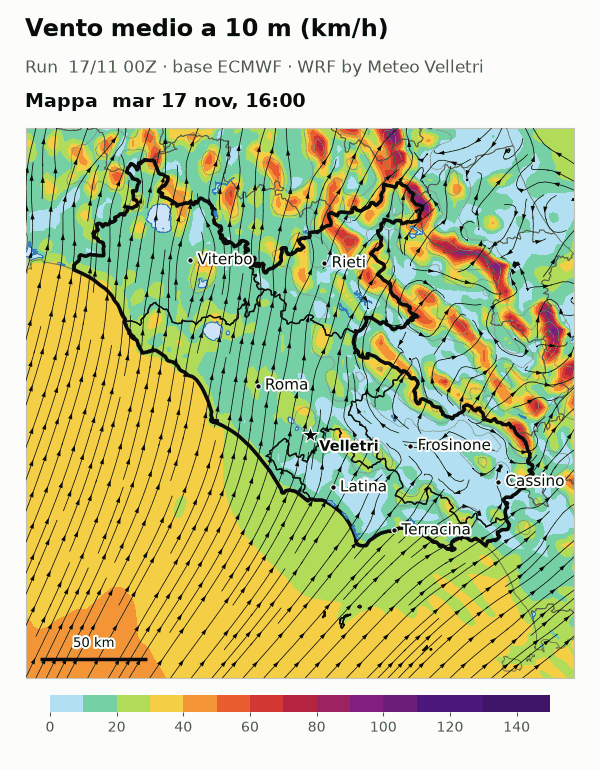 Vento medio a 10 m (km/h)
Run 17/11 00Z · base ECMWF · WRF by Meteo Velletri
Mappa mar 17 nov, 16:00
Viterbo
Rieti
Roma
Velletri
Frosinone
Cassino
Latina
Terracina
50 km
0 20 40 60 80 100 120 140